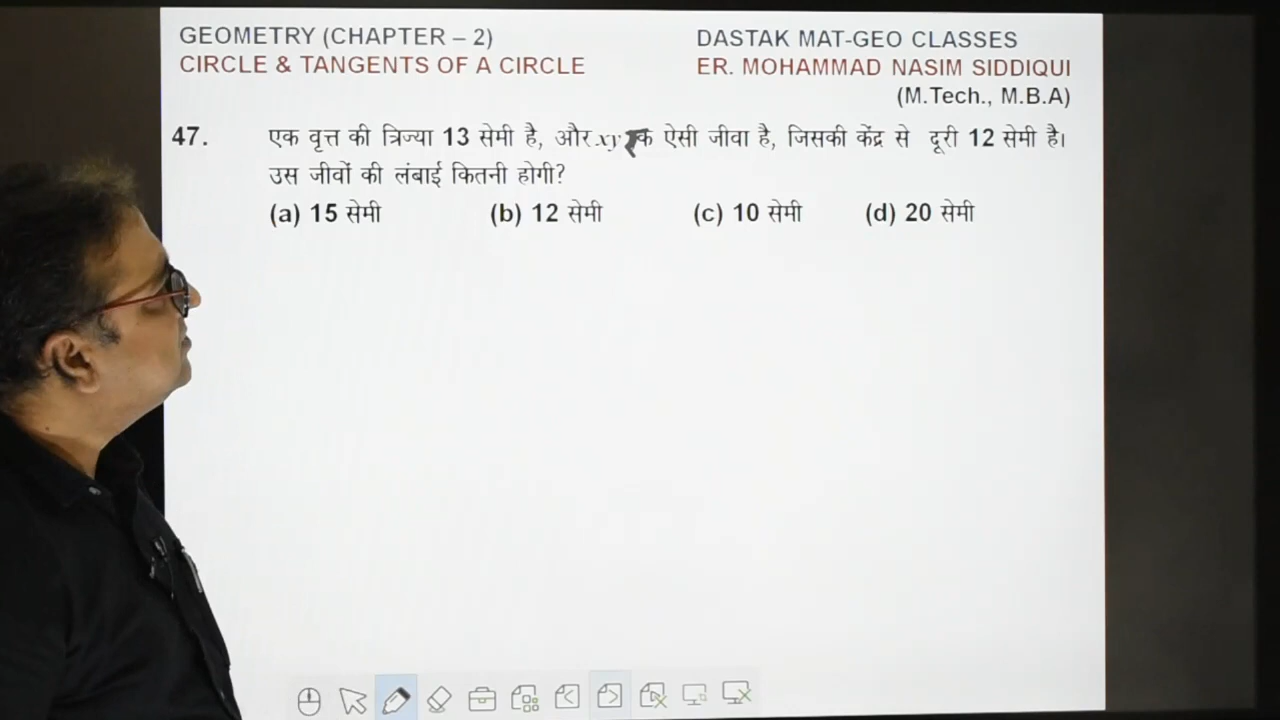 GEOMETRY (CHAPTER – 2)
CIRCLE & TANGENTS OF A CIRCLE
DASTAK MAT-GEO CLASSES
ER. MOHAMMAD NASIM SIDDIQUI
(M.Tech., M.B.A)
47. एक वृत्त की त्रिज्या 13 सेमी है, और xy एक ऐसी जीवा है, जिसकी केंद्र से दूरी 12 सेमी है।
उस जीवों की लंबाई कितनी होगी?
(a) 15 सेमी (b) 12 सेमी (c) 10 सेमी (d) 20 सेमी